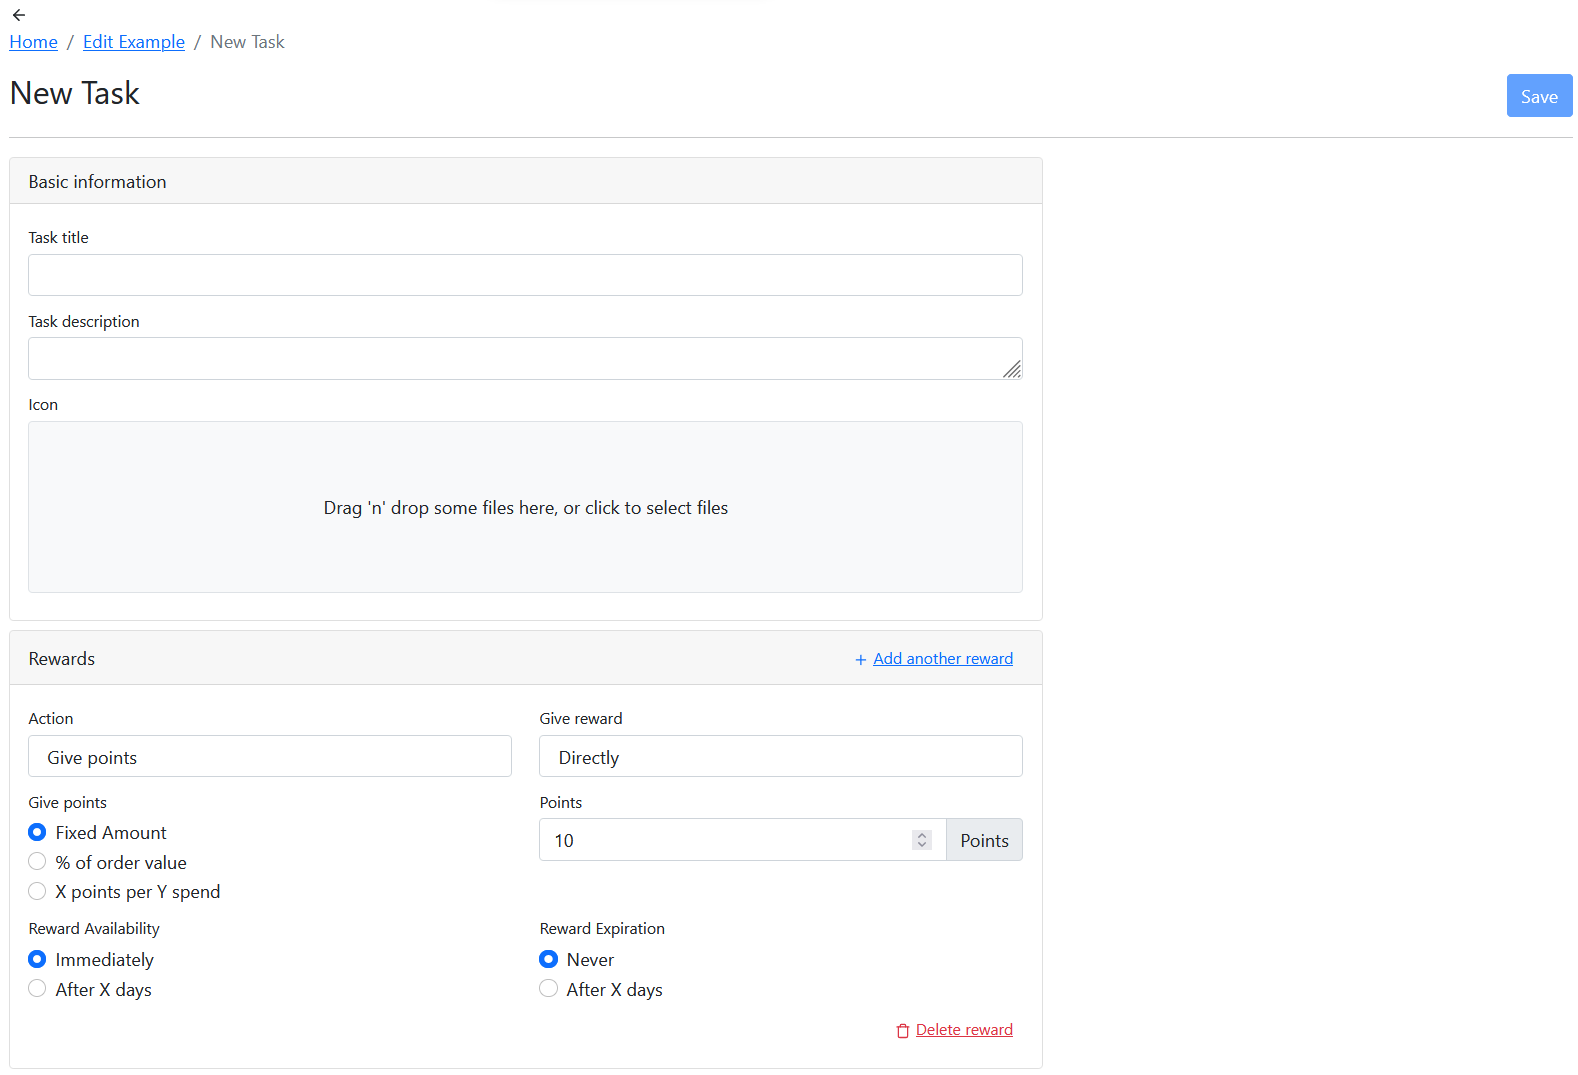 Home / Edit Example / New Task
New Task
Save
Basic information
Task title
Task description
Icon
Drag 'n' drop some files here, or click to select files
Rewards
+ Add another reward
Action
Give reward
Give points
Directly
Give points
Points
Fixed Amount
10
Points
% of order value
X points per Y spend
Reward Availability
Reward Expiration
Immediately
Never
After X days
After X days
Delete reward